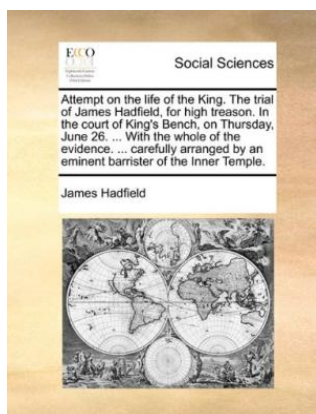 ECCO
Social Sciences
Attempt on the life of the King. The trial
of James Hadfield, for high treason. In
the court of King's Bench, on Thursday,
June 26. ... With the whole of the
evidence. ... carefully arranged by an
eminent barrister of the Inner Temple.
James Hadfield